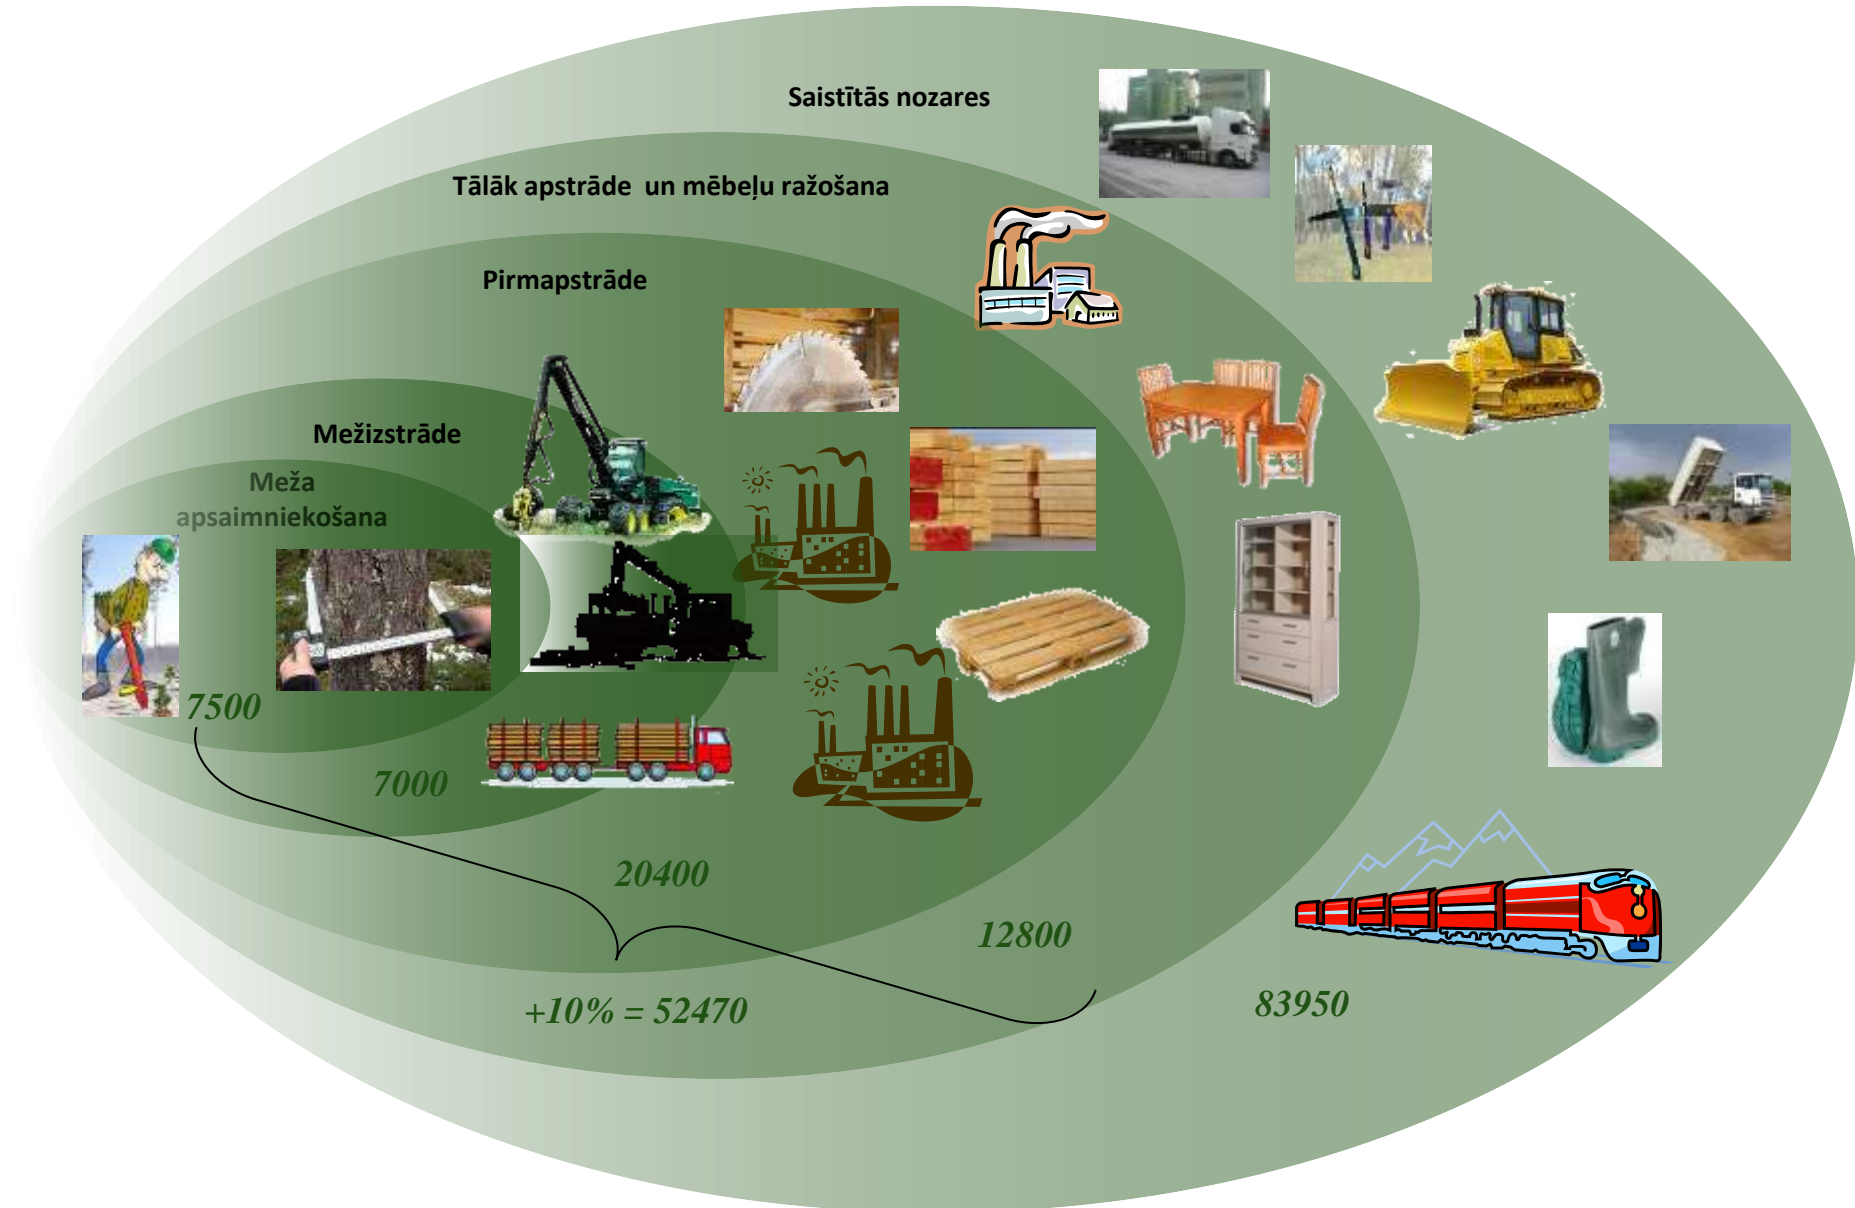 Saistītās nozares
Tālāk apstrāde un mēbeļu ražošana
Pirmapstrāde
Mežizstrāde
Meža
apsaimniekošana
7500
7000
20400
12800
+10% = 52470
83950